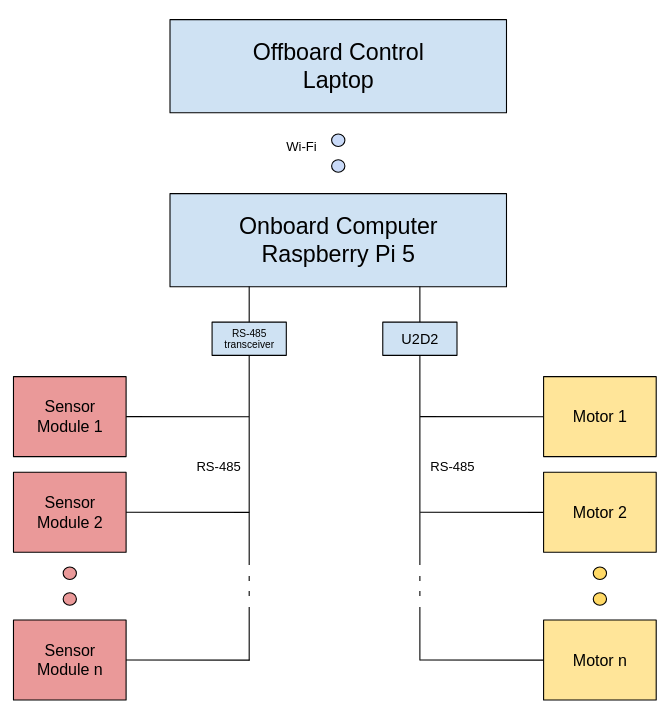 Offboard Control
Laptop
Wi-Fi
Onboard Computer
Raspberry Pi 5
RS-485
transceiver
U2D2
Sensor
Module 1
Motor 1
RS-485
RS-485
Sensor
Module 2
Motor 2
Sensor
Module n
Motor n